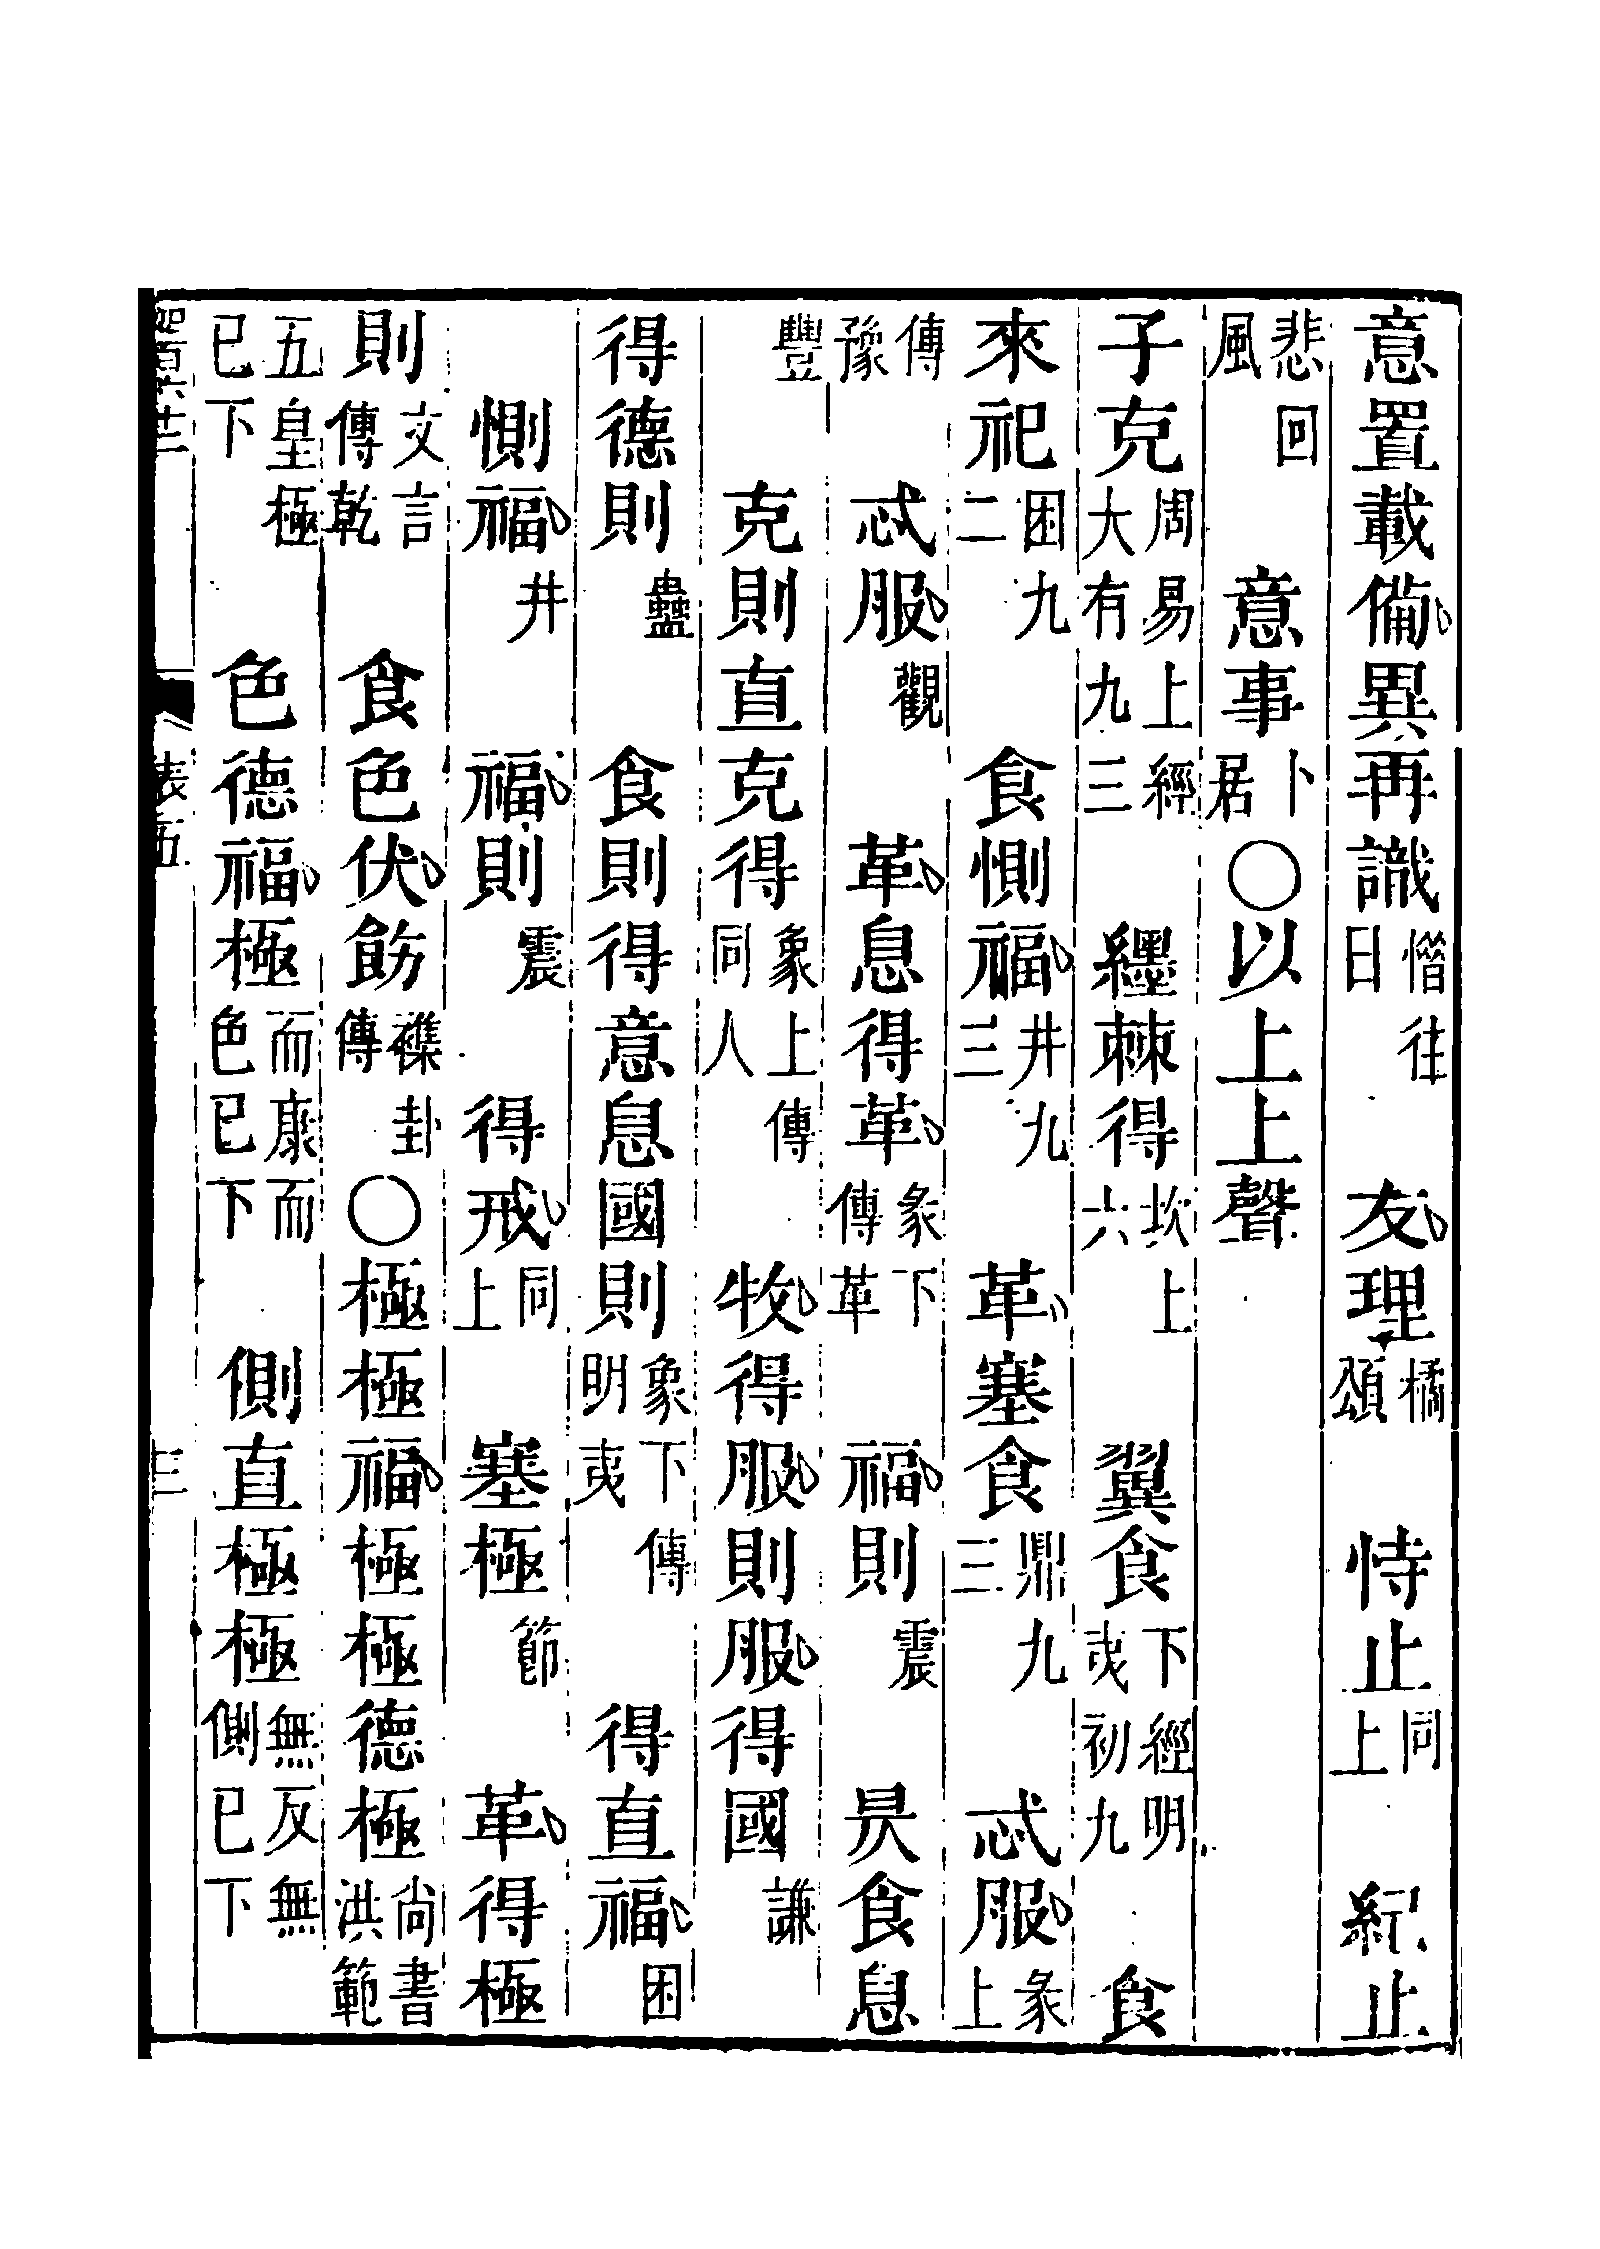 意置載備異再識惜往日 友理橘頌 恃止同上 紀止
悲回風 意事卜居○以上上聲
子克周易上經大有九三 纆棘得坎上六 翼食下經明夷初九 食
來祀困九二 食惻福井九三 革塞食鼎九三 忒服彖上
傳豫 忒服觀 革息得革彖下傳革 福則震 昃食息
豐 克則直克得象上傳同人 牧得服則服得國謙
得德則蠱 食則得意息國則象下傳明夷 得直福困
惻福井 福則震 得戒同上 塞極節 革得極
則文言傳乾 食色伏飭襍卦傳○極極福極極德極尚書洪範
五皇極已下 色德福極而康而色已下 側直極極無反無側已下
表五 三